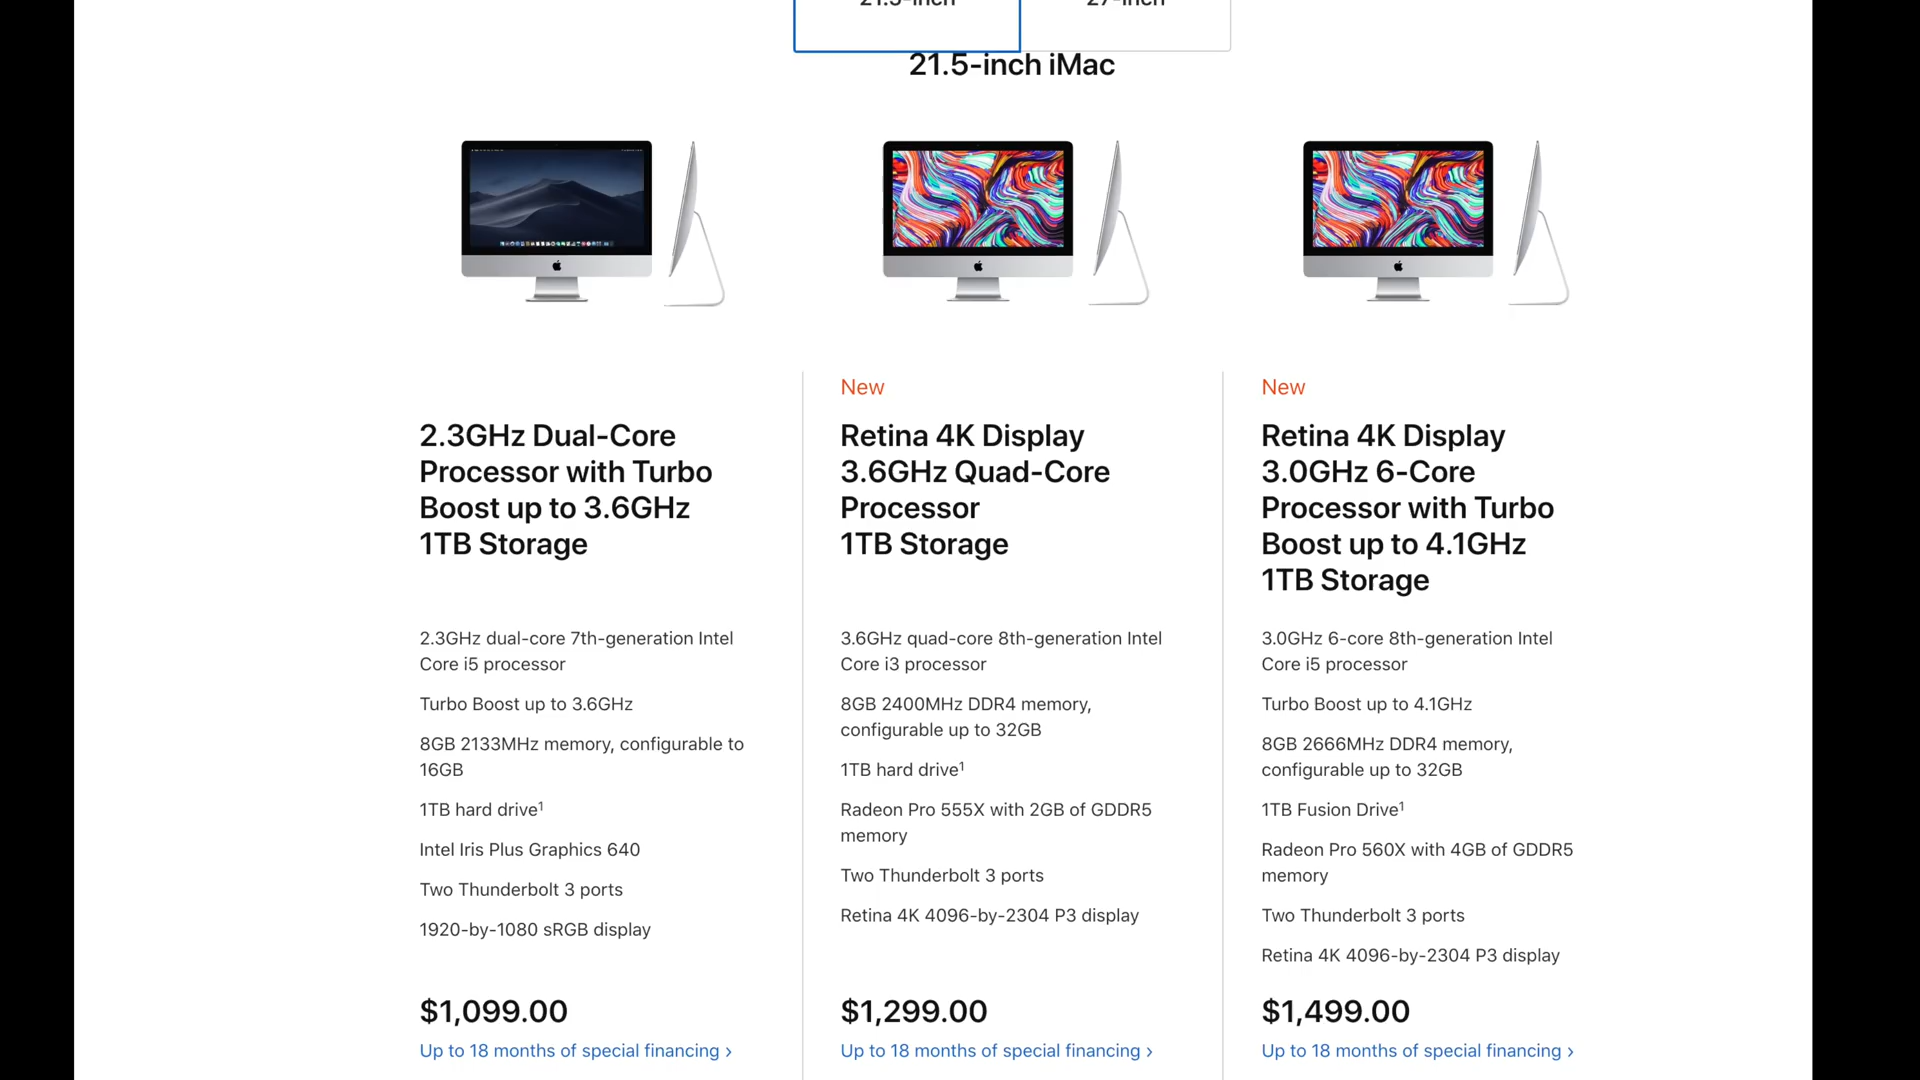 21.5-inch
27-inch
21.5-inch iMac
New
New
2.3GHz Dual-Core
Processor with Turbo
Boost up to 3.6GHz
1TB Storage
Retina 4K Display
3.6GHz Quad-Core
Processor
1TB Storage
Retina 4K Display
3.0GHz 6-Core
Processor with Turbo
Boost up to 4.1GHz
1TB Storage
2.3GHz dual-core 7th-generation Intel
Core i5 processor
Turbo Boost up to 3.6GHz
8GB 2133MHz memory, configurable to
16GB
1TB hard drive¹
Intel Iris Plus Graphics 640
Two Thunderbolt 3 ports
1920-by-1080 sRGB display
3.6GHz quad-core 8th-generation Intel
Core i3 processor
8GB 2400MHz DDR4 memory,
configurable up to 32GB
1TB hard drive¹
Radeon Pro 555X with 2GB of GDDR5
memory
Two Thunderbolt 3 ports
Retina 4K 4096-by-2304 P3 display
3.0GHz 6-core 8th-generation Intel
Core i5 processor
Turbo Boost up to 4.1GHz
8GB 2666MHz DDR4 memory,
configurable up to 32GB
1TB Fusion Drive¹
Radeon Pro 560X with 4GB of GDDR5
memory
Two Thunderbolt 3 ports
Retina 4K 4096-by-2304 P3 display
$1,099.00
Up to 18 months of special financing ›
$1,299.00
Up to 18 months of special financing ›
$1,499.00
Up to 18 months of special financing ›